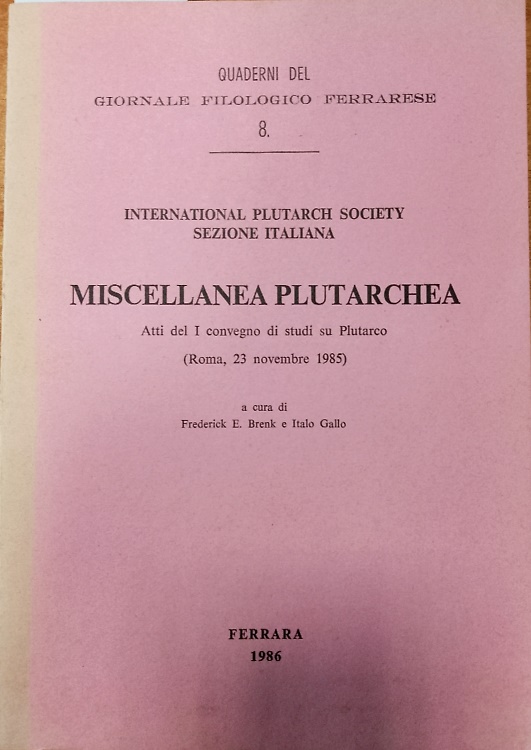 QUADERNI DEL
GIORNALE FILOLOGICO FERRARESE
8.
INTERNATIONAL PLUTARCH SOCIETY
SEZIONE ITALIANA
MISCELLANEA PLUTARCHEA
Atti del I convegno di studi su Plutarco
(Roma, 23 novembre 1985)
a cura di
Frederick E. Brenk e Italo Gallo
FERRARA
1986